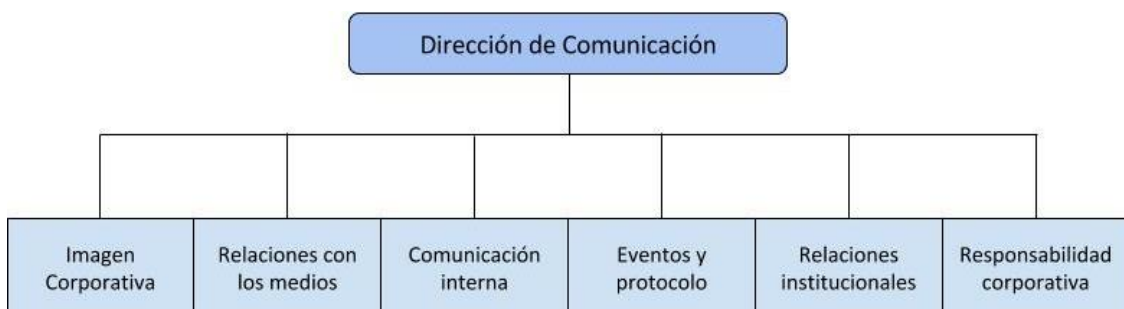 Dirección de Comunicación
Imagen
Corporativa
Relaciones con
los medios
Comunicación
interna
Eventos y
protocolo
Relaciones
institucionales
Responsabilidad
corporativa